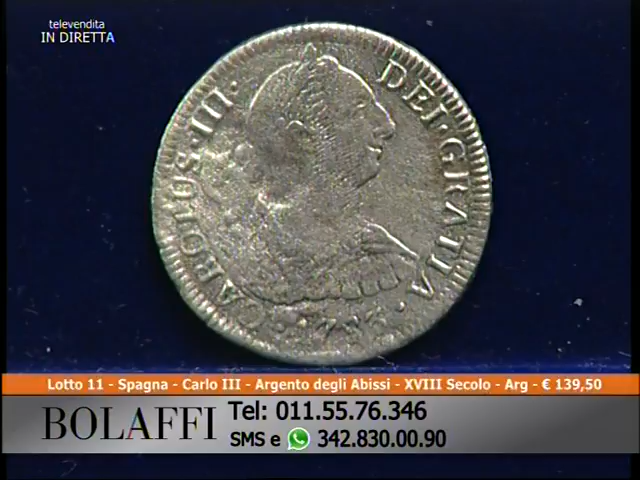 televendita
IN DIRETTA
CAROLUS·III· DEI·GRATIA·
·1783·
Lotto 11 - Spagna - Carlo III - Argento degli Abissi - XVIII Secolo - Arg - € 139,50
BOLAFFI
Tel: 011.55.76.346
SMS e 342.830.00.90